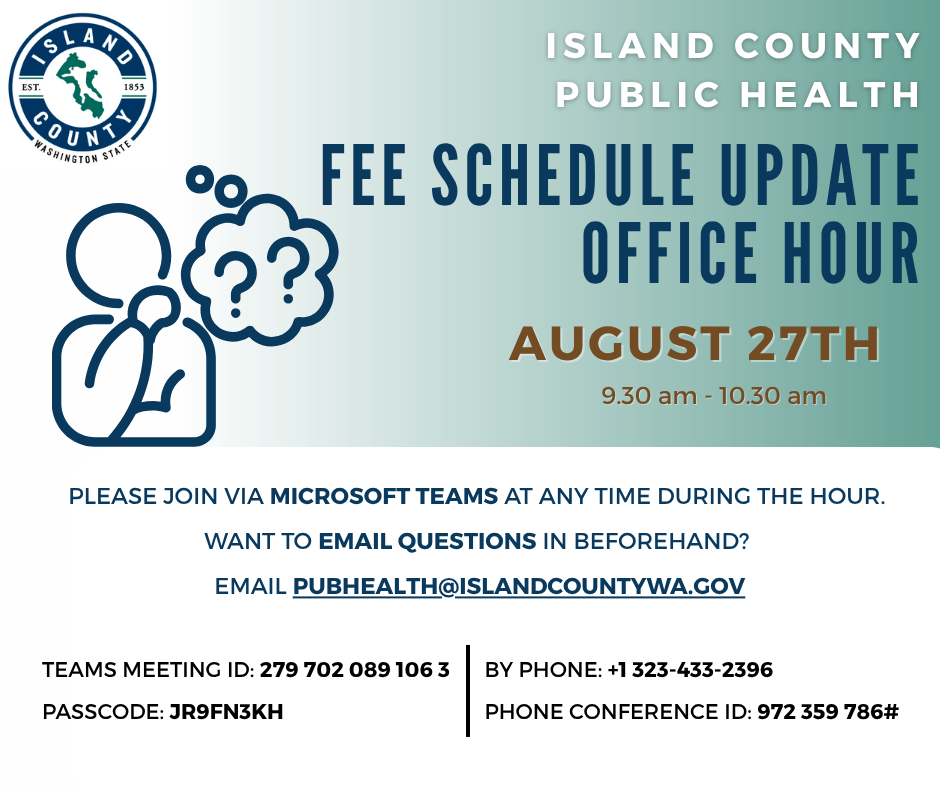 ISLAND
EST. 1853
COUNTY
WASHINGTON STATE
ISLAND COUNTY
PUBLIC HEALTH
FEE SCHEDULE UPDATE
OFFICE HOUR
??
AUGUST 27TH
9.30 am - 10.30 am
PLEASE JOIN VIA MICROSOFT TEAMS AT ANY TIME DURING THE HOUR.
WANT TO EMAIL QUESTIONS IN BEFOREHAND?
EMAIL PUBHEALTH@ISLANDCOUNTYWA.GOV
TEAMS MEETING ID: 279 702 089 106 3
PASSCODE: JR9FN3KH
BY PHONE: +1 323-433-2396
PHONE CONFERENCE ID: 972 359 786#